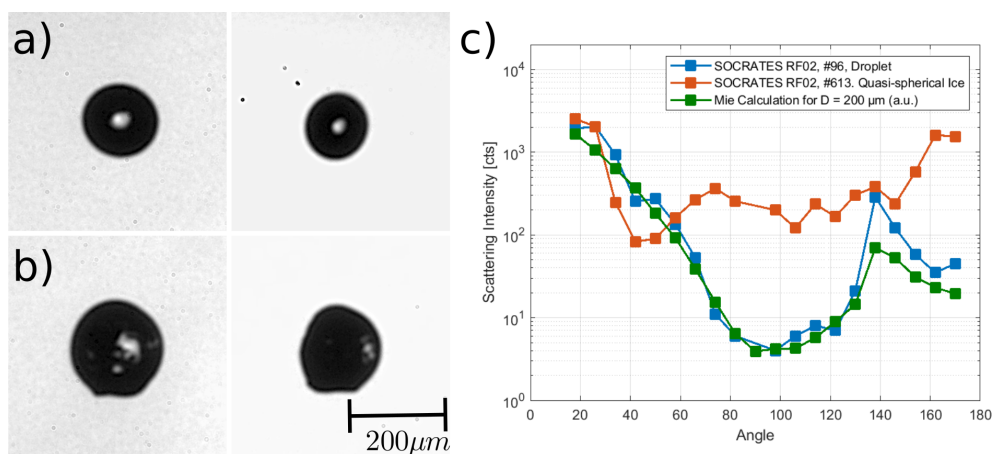 a)
b)
200μm
c)
SOCRATES RF02, #96, Droplet
SOCRATES RF02, #613. Quasi-spherical Ice
Mie Calculation for D = 200 μm (a.u.)
Scattering Intensity [cts]
10^4
10^3
10^2
10^1
10^0
0 20 40 60 80 100 120 140 160 180
Angle